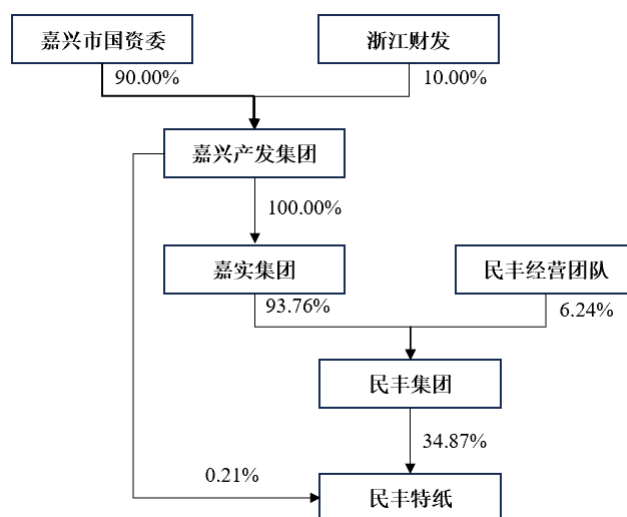 嘉兴市国资委
浙江财发
90.00%
10.00%
嘉兴产发集团
100.00%
嘉实集团
民丰经营团队
93.76%
6.24%
民丰集团
34.87%
0.21%
民丰特纸